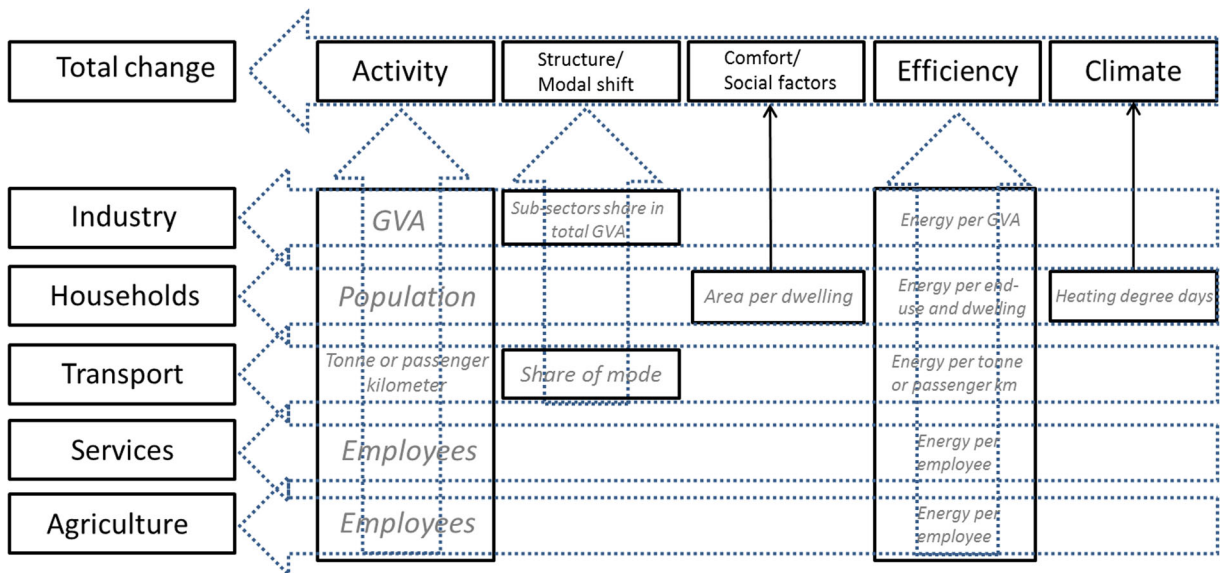 Total change
Activity
Structure/
Modal shift
Comfort/
Social factors
Efficiency
Climate
Industry
GVA
Sub-sectors share in
total GVA
Energy per GVA
Households
Population
Area per dwelling
Energy per end-
use and dwelling
Heating degree days
Transport
Tonne or passenger
kilometer
Share of mode
Energy per tonne
or passenger km
Services
Employees
Energy per
employee
Agriculture
Employees
Energy per
employee